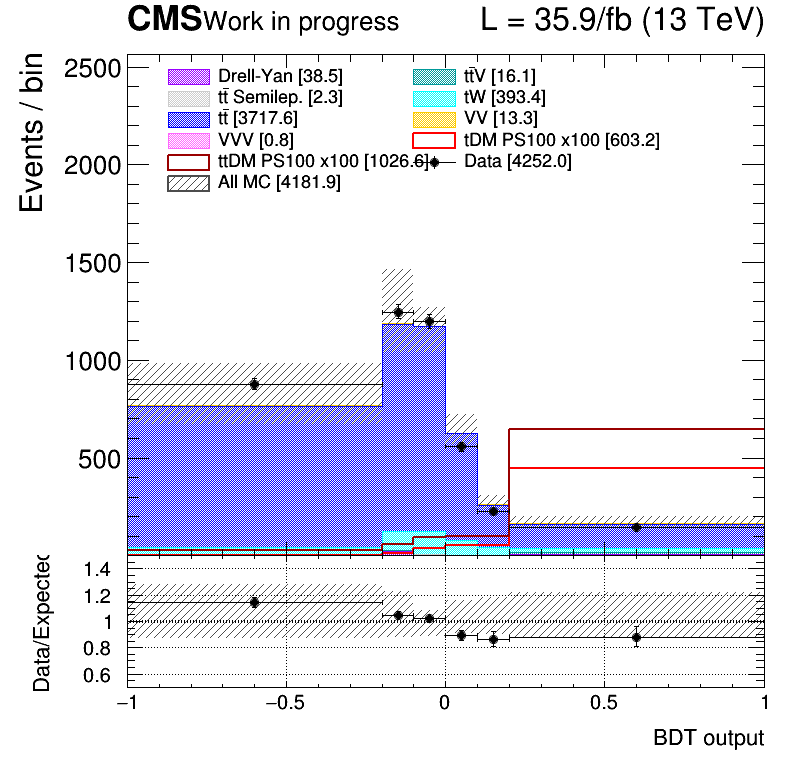 CMS Work in progress L = 35.9/fb (13 TeV)
Events / bin
2500
2000
1500
1000
500
Drell-Yan [38.5]
tt̄V [16.1]
tt̄ Semilep. [2.3]
tW [393.4]
tt̄ [3717.6]
VV [13.3]
VVV [0.8]
tDM PS100 x100 [603.2]
ttDM PS100 x100 [1026.6]
Data [4252.0]
All MC [4181.9]
Data/Expected
1.4
1.2
1
0.8
0.6
−1 −0.5 0 0.5 1
BDT output